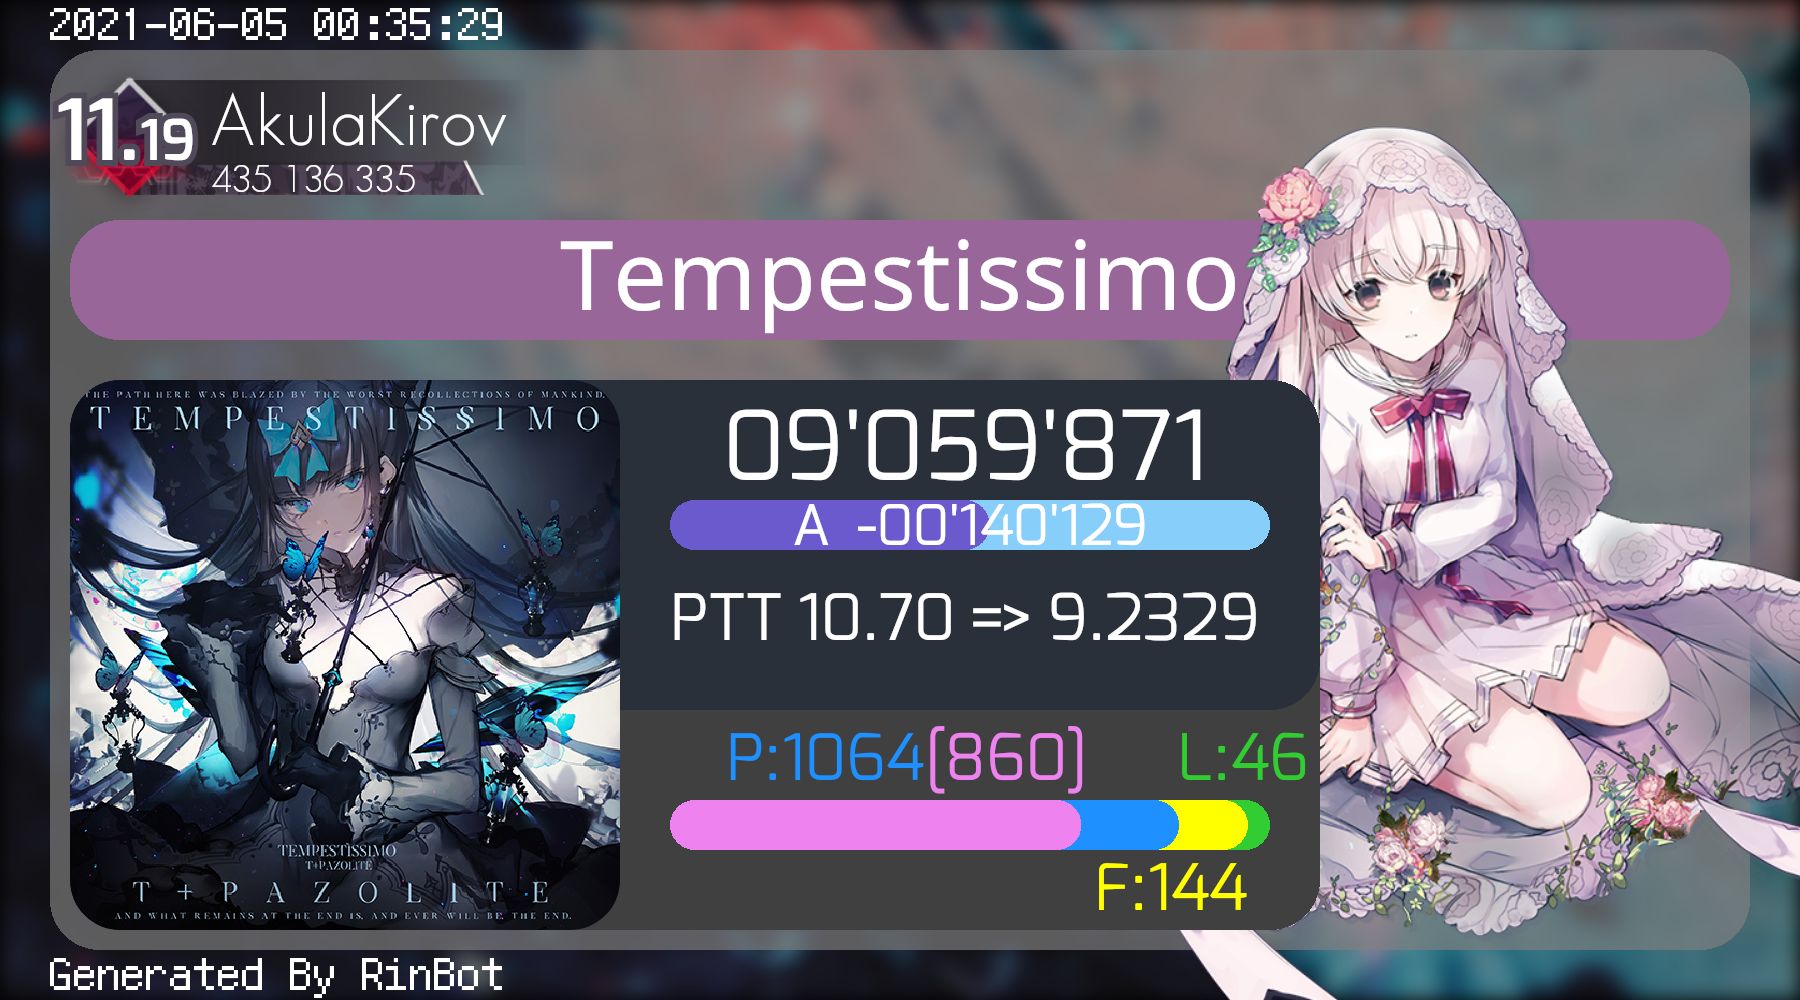 2021-06-05 00:35:29
11.19
AkulaKirov
435 136 335
Tempestissimo
THE PATH HERE WAS BLAZED BY THE WORST RECOLLECTIONS OF MANKIND.
TEMPESTISSIMO
TEMPESTISSIMO
T+PAZOLITE
T+PAZOLITE
AND WHAT REMAINS AT THE END IS, AND EVER WILL BE, THE END.
09'059'871
A -00'140'129
PTT 10.70 => 9.2329
P:1064[860] L:46
F:144
Generated By RinBot